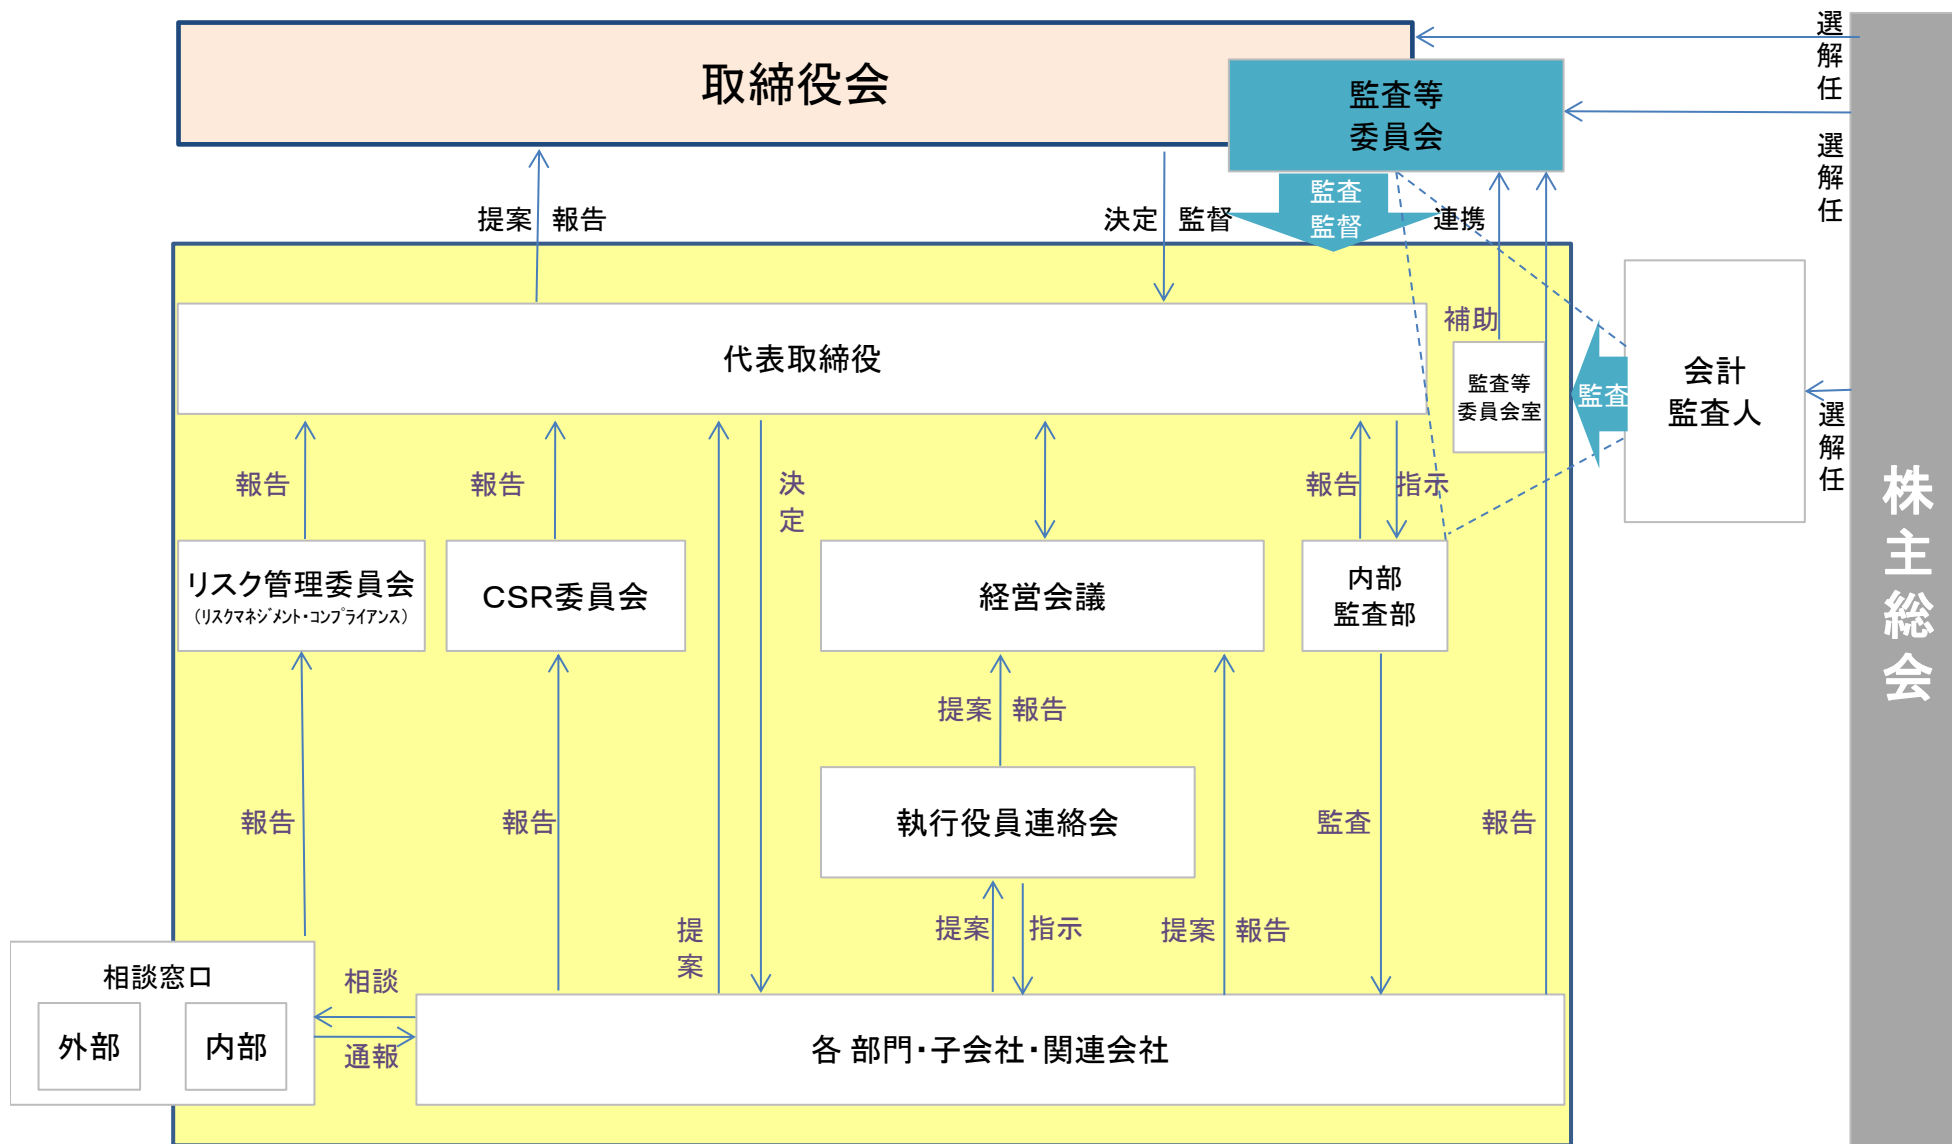 取締役会
監査等
委員会
選
解
任
選
解
任
監査
監督
提案 報告
決定 監督
連携
代表取締役
補助
監査等
委員会室
監査
会計
監査人
選
解
任
株
主
総
会
報告
報告
決
定
報告
指示
リスク管理委員会
(リスクマネジメント・コンプライアンス)
CSR委員会
経営会議
内部
監査部
提案 報告
報告
報告
執行役員連絡会
監査
報告
提
案
提案
指示
提案 報告
相談窓口
外部
内部
相談
通報
各 部門・子会社・関連会社